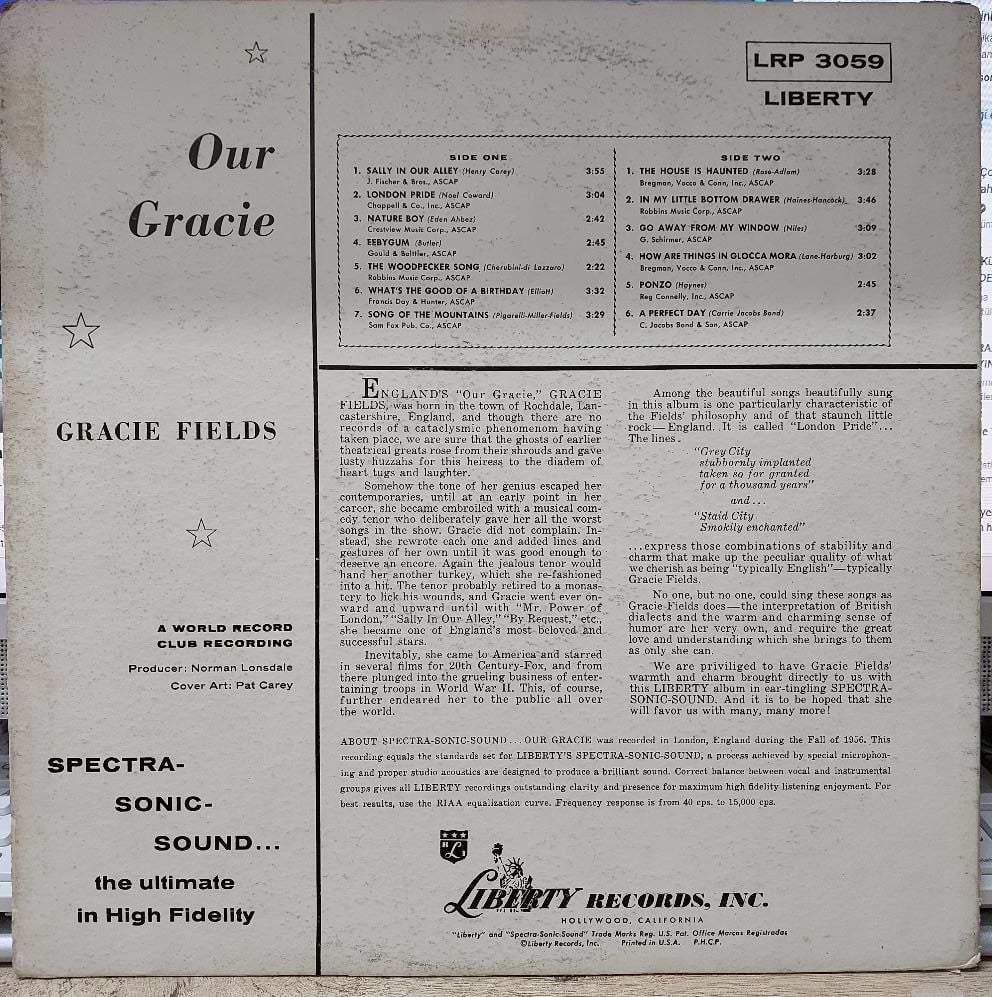 Our
Gracie
GRACIE FIELDS
A WORLD RECORD
CLUB RECORDING
Producer: Norman Lonsdale
Cover Art: Pat Carey
SPECTRA-
SONIC-
SOUND...
the ultimate
in High Fidelity
LRP 3059
LIBERTY
SIDE ONE
1. SALLY IN OUR ALLEY (Henry Carey) 3:55
J. Fischer & Bros., ASCAP
2. LONDON PRIDE (Noel Coward) 3:04
Chappell & Co., Inc., ASCAP
3. NATURE BOY (Eden Ahbez) 2:42
Crestview Music Corp., ASCAP
4. EEBYGUM (Butler) 2:45
Gould & Bolttler, ASCAP
5. THE WOODPECKER SONG (Cherubini-di Lazzaro) 2:22
Robbins Music Corp., ASCAP
6. WHAT'S THE GOOD OF A BIRTHDAY (Elliott) 3:32
Francis Day & Hunter, ASCAP
7. SONG OF THE MOUNTAINS (Pigarelli-Miller-Fields) 3:29
Sam Fox Pub. Co., ASCAP
SIDE TWO
1. THE HOUSE IS HAUNTED (Rose-Adlam) 3:28
Bregman, Vocco & Conn, Inc., ASCAP
2. IN MY LITTLE BOTTOM DRAWER (Haines-Hancock) 3:46
Robbins Music Corp., ASCAP
3. GO AWAY FROM MY WINDOW (Niles) 3:09
G. Schirmer, ASCAP
4. HOW ARE THINGS IN GLOCCA MORA (Lane-Harburg) 3:02
Bregman, Vocco & Conn, Inc., ASCAP
5. PONZO (Haynes) 2:45
Reg Connelly, Inc., ASCAP
6. A PERFECT DAY (Carrie Jacobs Bond) 2:37
C. Jacobs Bond & Son, ASCAP
ENGLAND'S "Our Gracie," GRACIE
FIELDS, was born in the town of Rochdale, Lan-
castershire, England, and though there are no
records of a cataclysmic phenomenom having
taken place, we are sure that the ghosts of earlier
theatrical greats rose from their shrouds and gave
lusty huzzahs for this heiress to the diadem of
heart tugs and laughter.
Somehow the tone of her genius escaped her
contemporaries, until at an early point in her
career, she became embroiled with a musical com-
edy tenor who deliberately gave her all the worst
songs in the show. Gracie did not complain. In-
stead, she rewrote each one and added lines and
gestures of her own until it was good enough to
deserve an encore. Again the jealous tenor would
hand her another turkey, which she re-fashioned
into a hit. The tenor probably retired to a monas-
tery to lick his wounds, and Gracie went ever on-
ward and upward until with "Mr. Power of
London," "Sally In Our Alley," "By Request," etc.,
she became one of England's most beloved and
successful stars.
Inevitably, she came to America and starred
in several films for 20th Century-Fox, and from
there plunged into the grueling business of enter-
taining troops in World War II. This, of course,
further endeared her to the public all over
the world.
Among the beautiful songs beautifully sung
in this album is one particularly characteristic of
the Fields' philosophy and of that staunch little
rock—England. It is called "London Pride"...
The lines.
"Grey City
stubbornly implanted
taken so for granted
for a thousand years"
and...
"Staid City
Smokily enchanted"
...express those combinations of stability and
charm that make up the peculiar quality of what
we cherish as being "typically English"—typically
Gracie Fields.
No one, but no one, could sing these songs as
Gracie Fields does—the interpretation of British
dialects and the warm and charming sense of
humor are her very own, and require the great
love and understanding which she brings to them
as only she can.
We are priviliged to have Gracie Fields'
warmth and charm brought directly to us with
this LIBERTY album in ear-tingling SPECTRA-
SONIC-SOUND. And it is to be hoped that she
will favor us with many, many more!
ABOUT SPECTRA-SONIC-SOUND...OUR GRACIE was recorded in London, England during the Fall of 1956. This
recording equals the standards set for LIBERTY'S SPECTRA-SONIC-SOUND, a process achieved by special microphon-
ing and proper studio acoustics are designed to produce a brilliant sound. Correct balance between vocal and instrumental
groups gives all LIBERTY recordings outstanding clarity and presence for maximum high fidelity listening enjoyment. For
best results, use the RIAA equalization curve. Frequency response is from 40 cps. to 15,000 cps.
LIBERTY RECORDS, INC.
HOLLYWOOD, CALIFORNIA
"Liberty" and "Spectra-Sonic-Sound" Trade Marks Reg. U.S. Pat. Office Marcas Registradas
©Liberty Records, Inc. Printed in U.S.A. P.H.C.P.